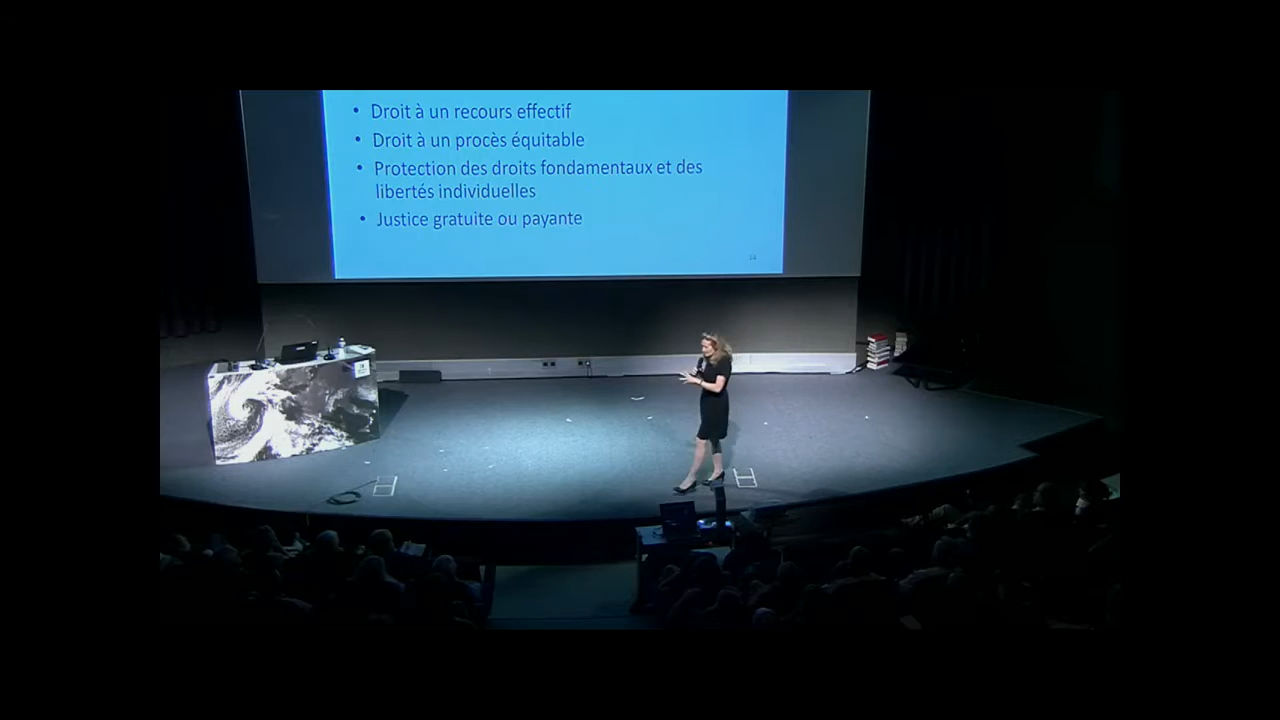 • Droit à un recours effectif
• Droit à un procès équitable
• Protection des droits fondamentaux et des
libertés individuelles
• Justice gratuite ou payante